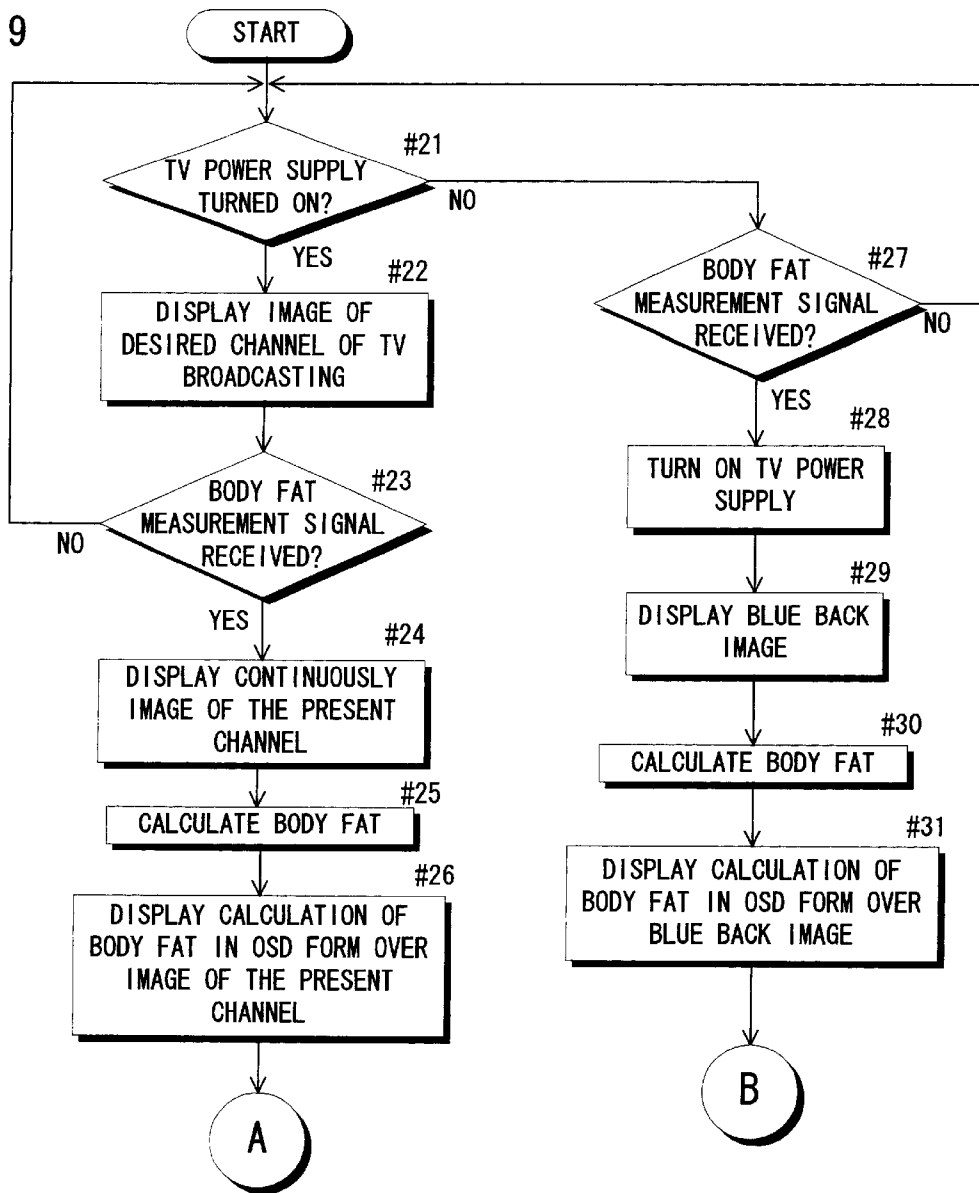 9
START
#21
TV POWER SUPPLY
TURNED ON?
NO
YES
#22
DISPLAY IMAGE OF
DESIRED CHANNEL OF TV
BROADCASTING
#23
BODY FAT
MEASUREMENT SIGNAL
RECEIVED?
NO
YES
#24
DISPLAY CONTINUOUSLY
IMAGE OF THE PRESENT
CHANNEL
#25
CALCULATE BODY FAT
#26
DISPLAY CALCULATION OF
BODY FAT IN OSD FORM OVER
IMAGE OF THE PRESENT
CHANNEL
A
#27
BODY FAT
MEASUREMENT SIGNAL
RECEIVED?
NO
YES
#28
TURN ON TV POWER
SUPPLY
#29
DISPLAY BLUE BACK
IMAGE
#30
CALCULATE BODY FAT
#31
DISPLAY CALCULATION OF
BODY FAT IN OSD FORM OVER
BLUE BACK IMAGE
B